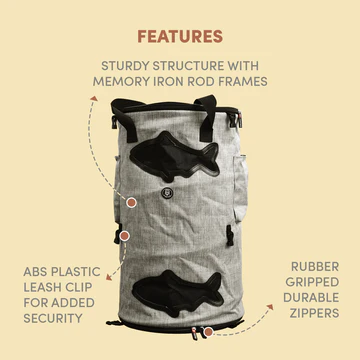 FEATURES
STURDY STRUCTURE WITH
MEMORY IRON ROD FRAMES
ABS PLASTIC
LEASH CLIP
FOR ADDED
SECURITY
RUBBER
GRIPPED
DURABLE
ZIPPERS